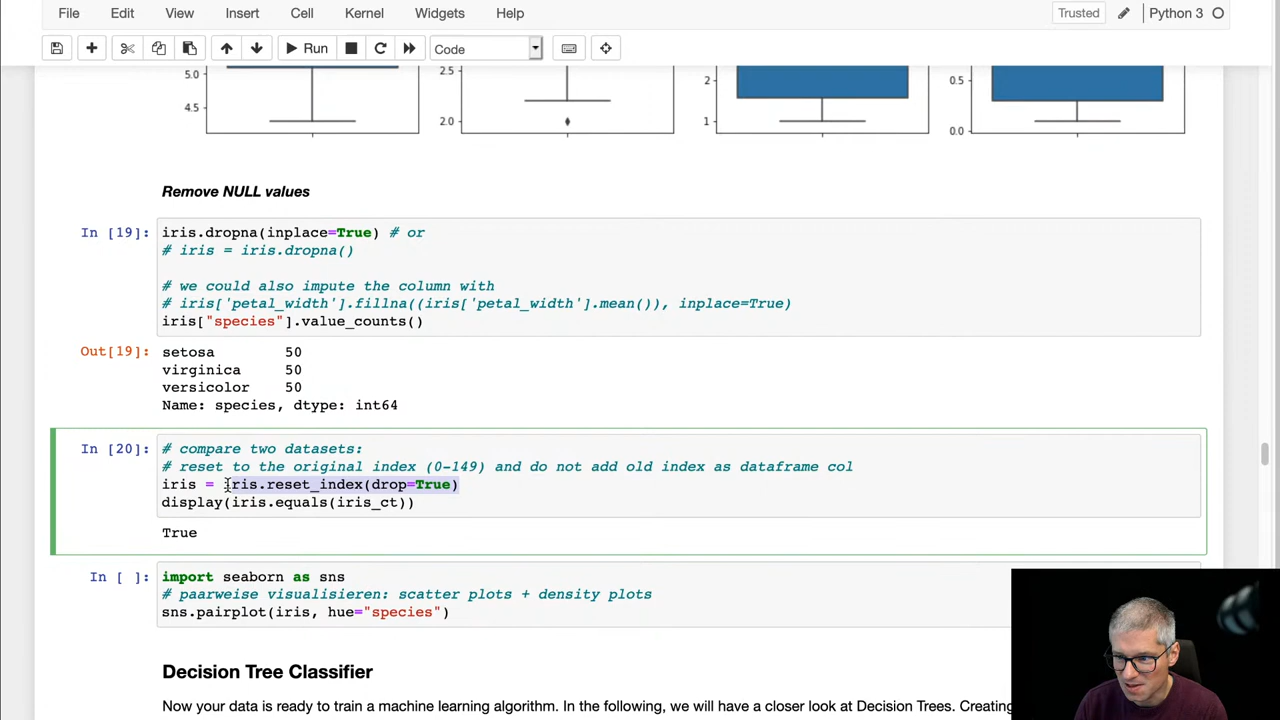 File Edit View Insert Cell Kernel Widgets Help Trusted Python 3
Run Code
5.0 2.5 2 0.5
4.5 2.0 1 0.0
Remove NULL values
In [19]: iris.dropna(inplace=True) # or
# iris = iris.dropna()
# we could also impute the column with
# iris['petal_width'].fillna((iris['petal_width'].mean()), inplace=True)
iris["species"].value_counts()
Out[19]: setosa 50
virginica 50
versicolor 50
Name: species, dtype: int64
In [20]: # compare two datasets:
# reset to the original index (0-149) and do not add old index as dataframe col
iris = iris.reset_index(drop=True)
display(iris.equals(iris_ct))
True
In [ ]: import seaborn as sns
# paarweise visualisieren: scatter plots + density plots
sns.pairplot(iris, hue="species")
Decision Tree Classifier
Now your data is ready to train a machine learning algorithm. In the following, we will have a closer look at Decision Trees. Creating